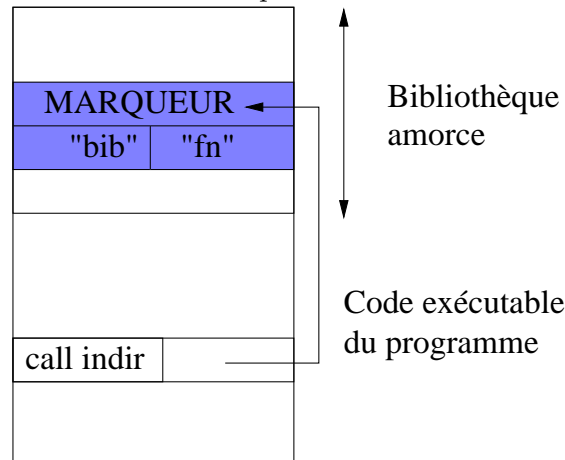 MARQUEUR
"bib" "fn"
Bibliothèque
amorce
Code exécutable
du programme
call indir